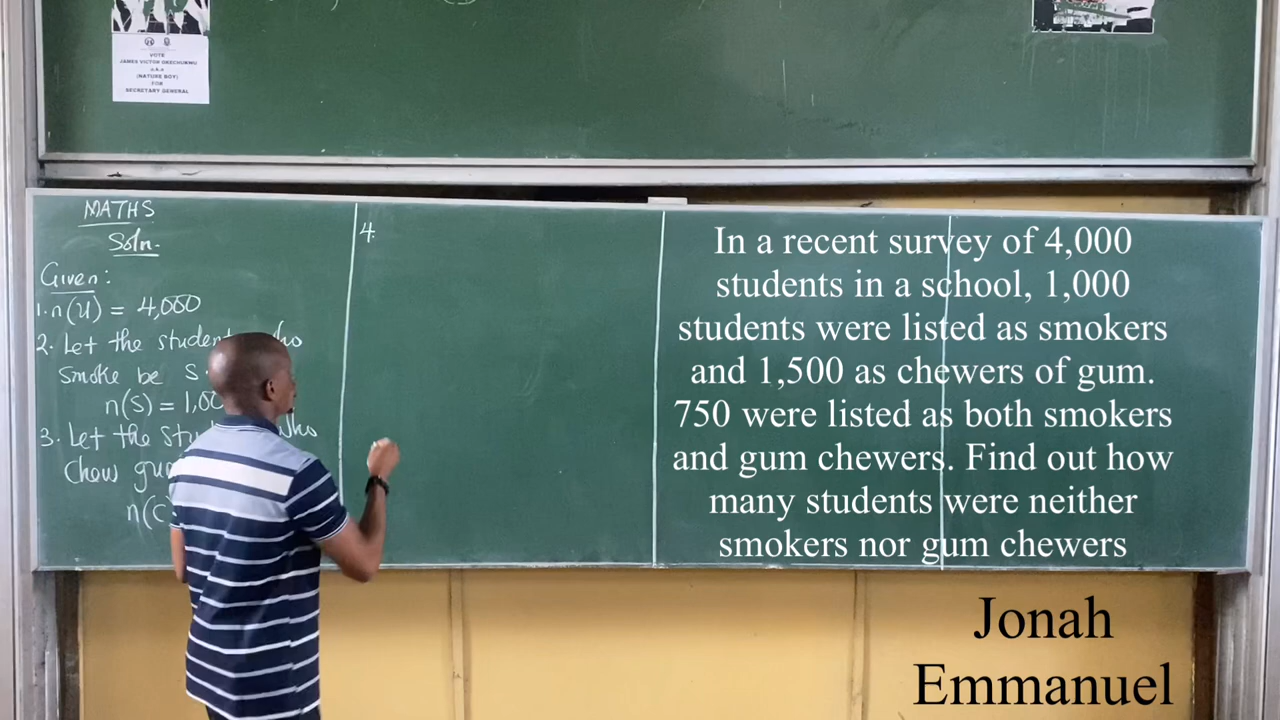 VOTE
JAMES VICTOR OKECHUKWU
a.k.a
(NATURE BOY)
FOR
SECRETARY GENERAL
MATHS
Soln.
Given:
1. n(U) = 4,000
2. Let the student who
smoke be S.
n(S) = 1,00
3. Let the Stu who
Chew gu
n(C)
4.
In a recent survey of 4,000
students in a school, 1,000
students were listed as smokers
and 1,500 as chewers of gum.
750 were listed as both smokers
and gum chewers. Find out how
many students were neither
smokers nor gum chewers
Jonah
Emmanuel